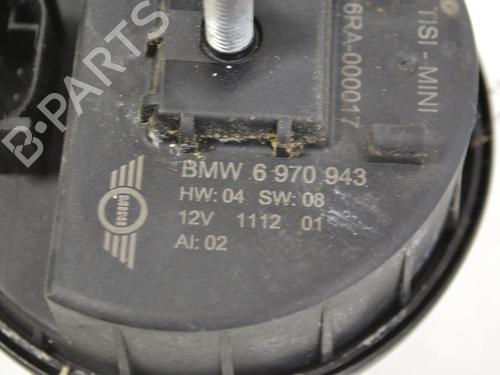 B-PARTS
TISI - MINI
6RA-000017
BMW 6 970 943
HW: 04 SW: 08
12V 1112 01
AI: 02